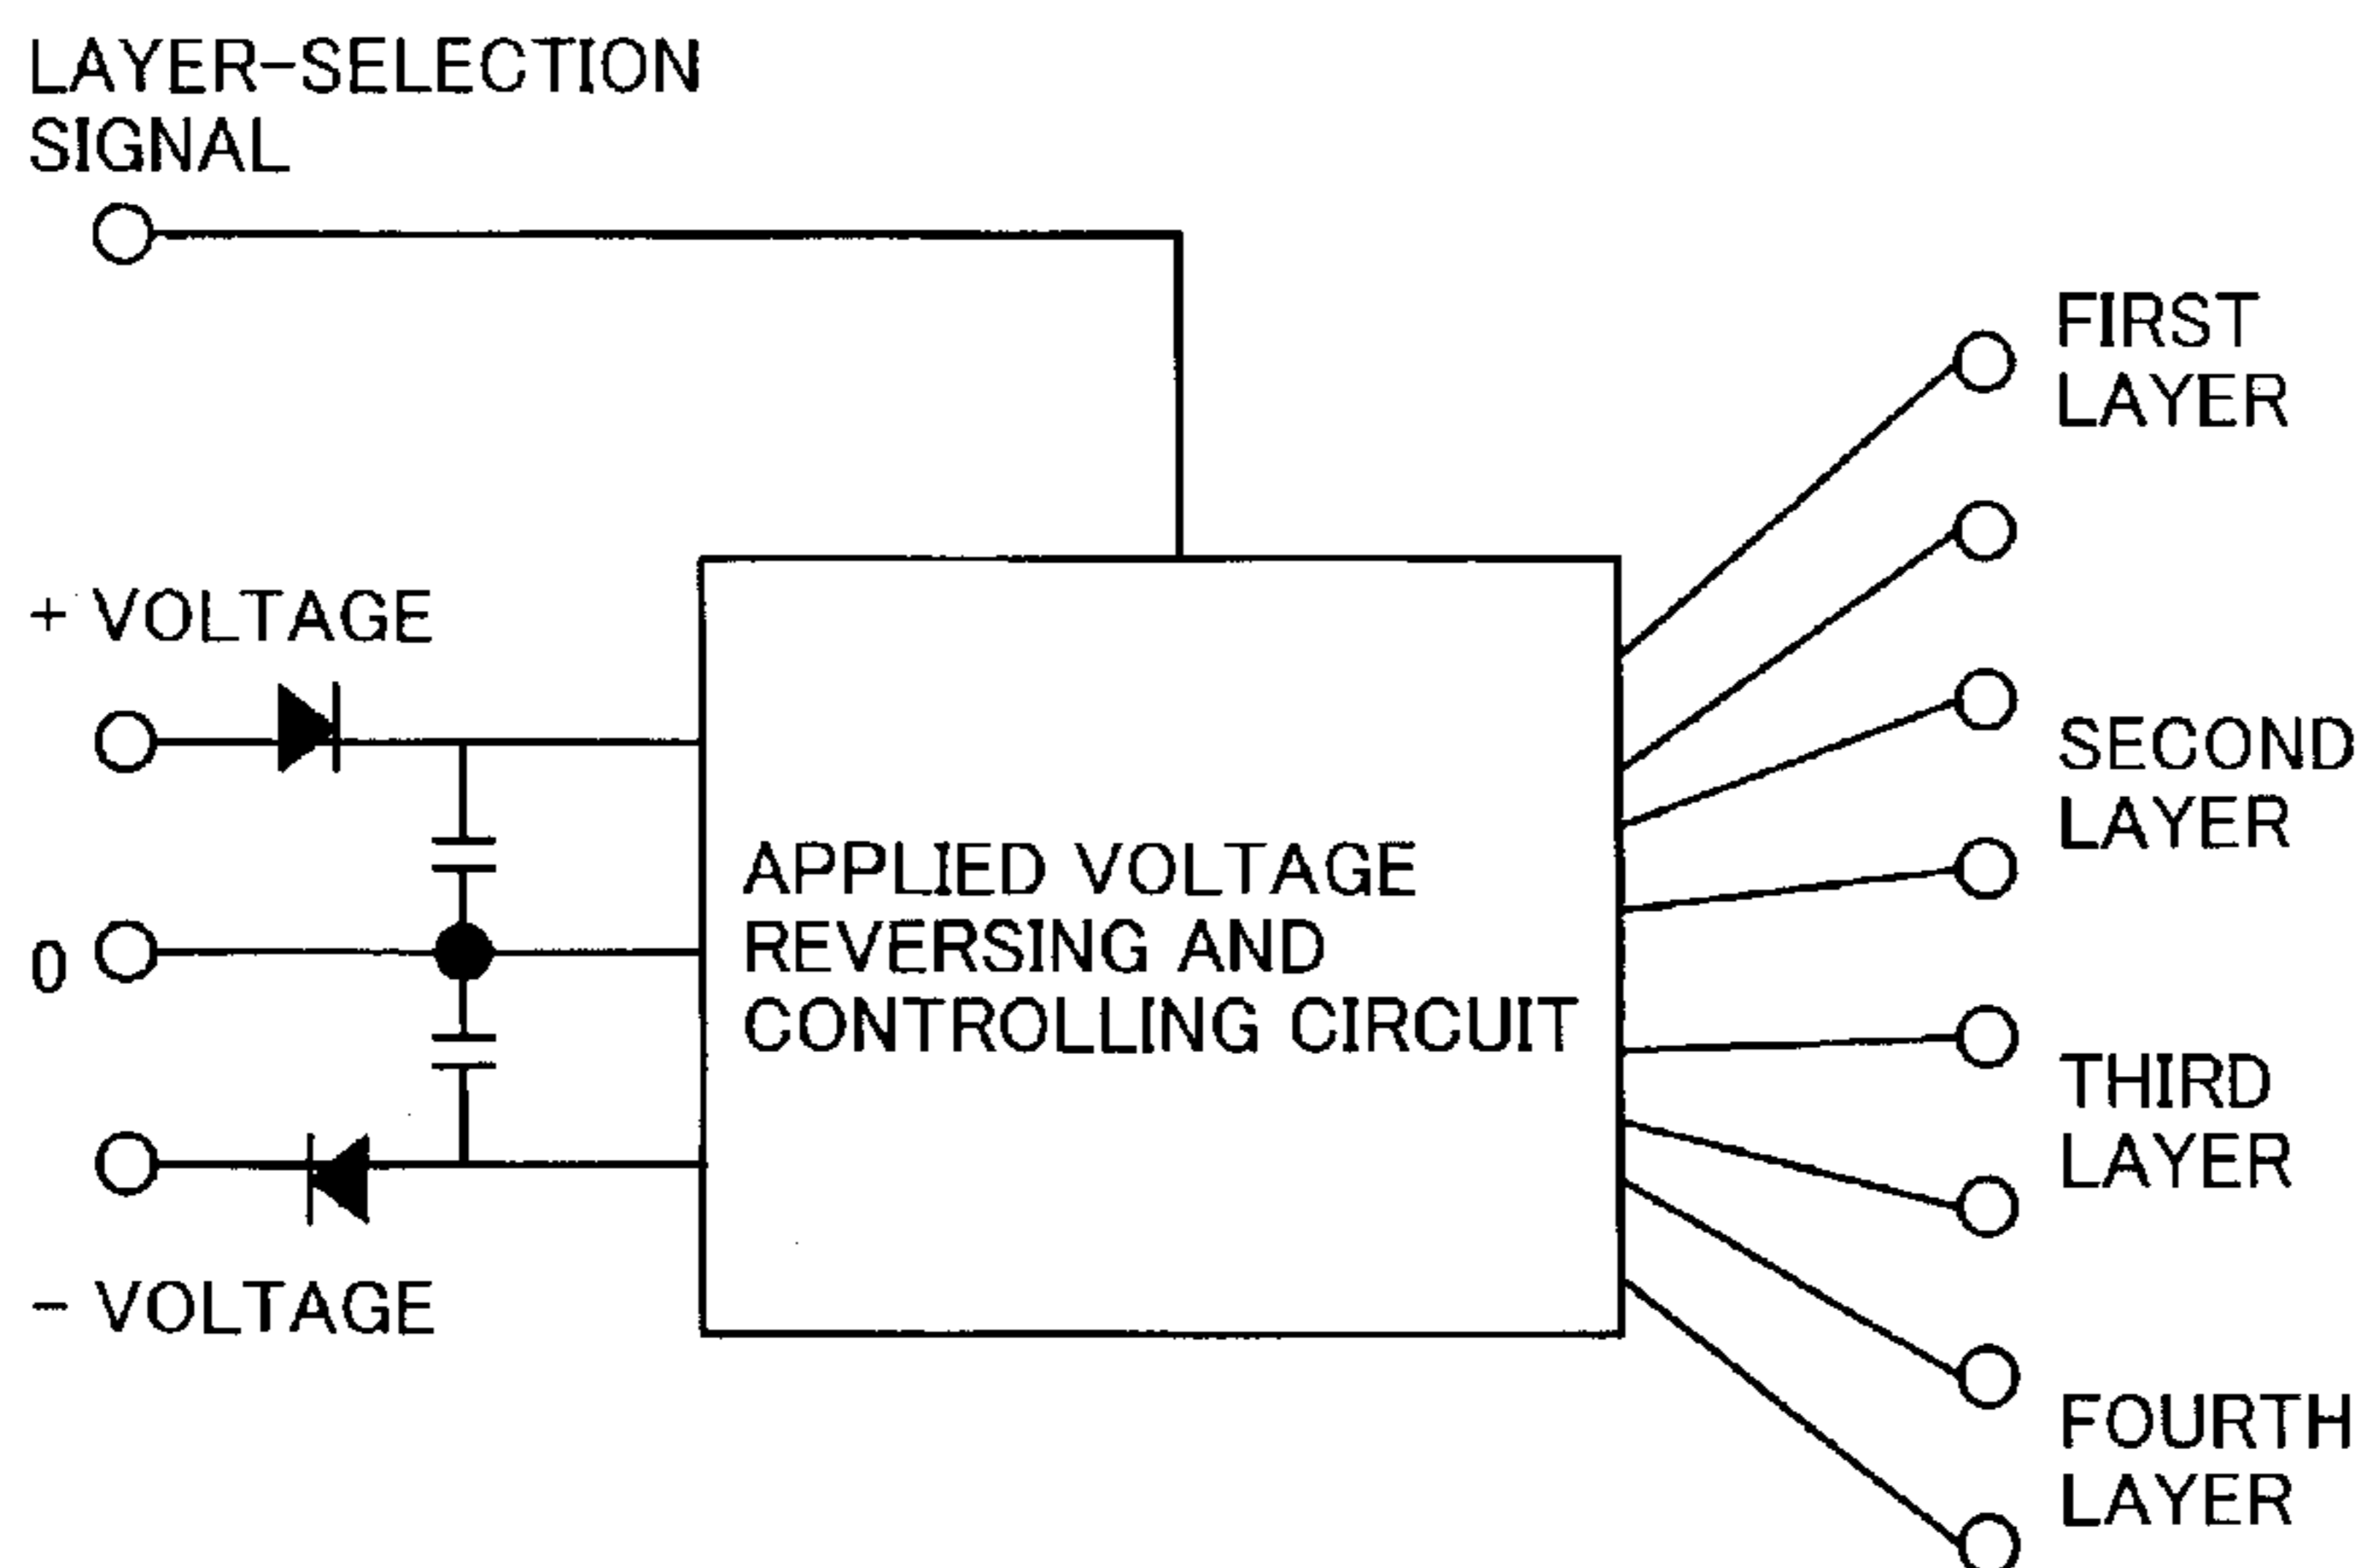 LAYER-SELECTION
SIGNAL
+ VOLTAGE
0
- VOLTAGE
APPLIED VOLTAGE
REVERSING AND
CONTROLLING CIRCUIT
FIRST
LAYER
SECOND
LAYER
THIRD
LAYER
FOURTH
LAYER